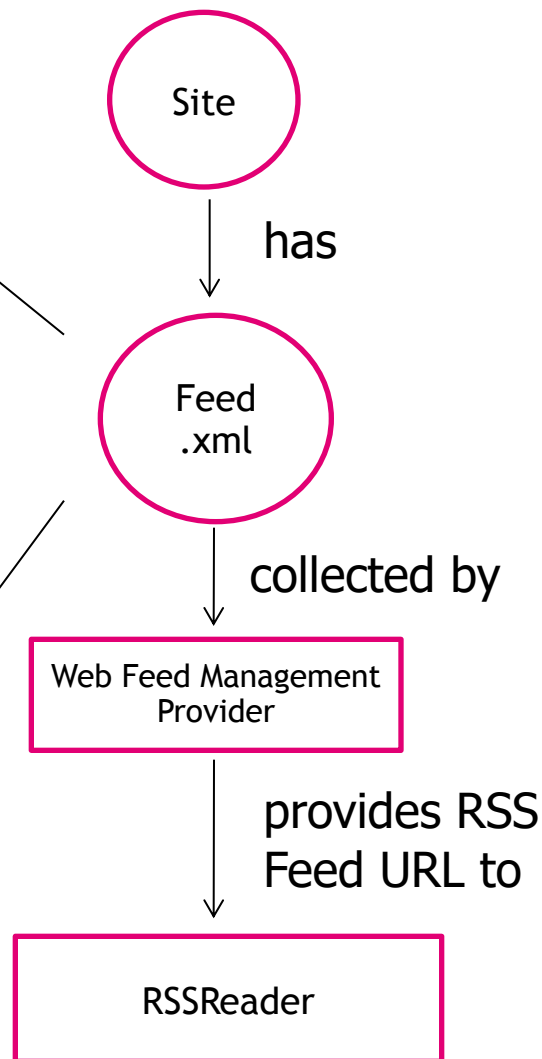 Site
has
Feed
.xml
collected by
Web Feed Management
Provider
provides RSS
Feed URL to
RSSReader